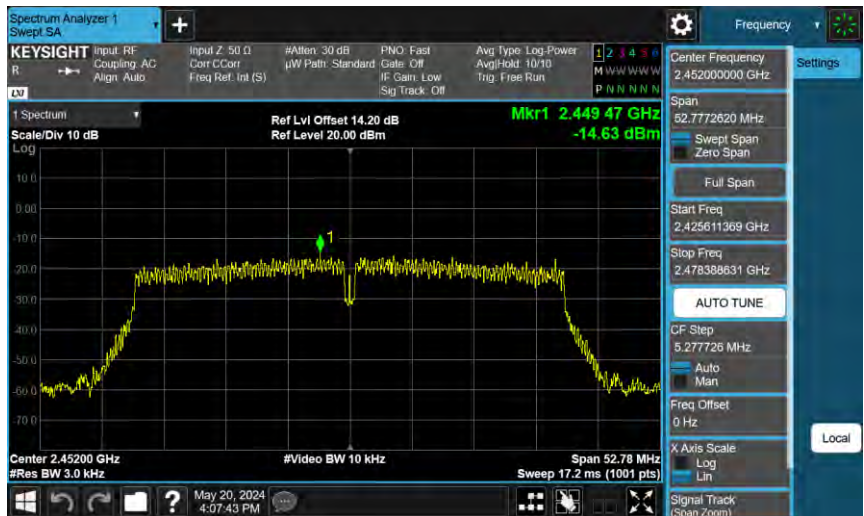 Spectrum Analyzer 1
Swept SA
+
Frequency
KEYSIGHT
R
LXI
Input: RF
Coupling: AC
Align: Auto
Input Z: 50 Ω
Corr CCorr
Freq Ref: Int (S)
#Atten: 30 dB
µW Path: Standard
PNO: Fast
Gate: Off
IF Gain: Low
Sig Track: Off
Avg Type: Log-Power
Avg|Hold: 10/10
Trig: Free Run
1 2 3 4 5 6
M W W W W W
P N N N N N
Center Frequency
2.452000000 GHz
Settings
Span
52.7772620 MHz
Swept Span
Zero Span
Full Span
Start Freq
2.425611369 GHz
Stop Freq
2.478388631 GHz
AUTO TUNE
CF Step
5.277726 MHz
Auto
Man
Freq Offset
0 Hz
X Axis Scale
Log
Lin
Signal Track
(Span Zoom)
Local
1 Spectrum
Scale/Div 10 dB
Log
Ref Lvl Offset 14.20 dB
Ref Level 20.00 dBm
Mkr1 2.449 47 GHz
-14.63 dBm
10.0
0.00
-10.0
-20.0
-30.0
-40.0
-50.0
-60.0
-70.0
1
Center 2.45200 GHz
#Res BW 3.0 kHz
#Video BW 10 kHz
Span 52.78 MHz
Sweep 17.2 ms (1001 pts)
?
May 20, 2024
4:07:43 PM